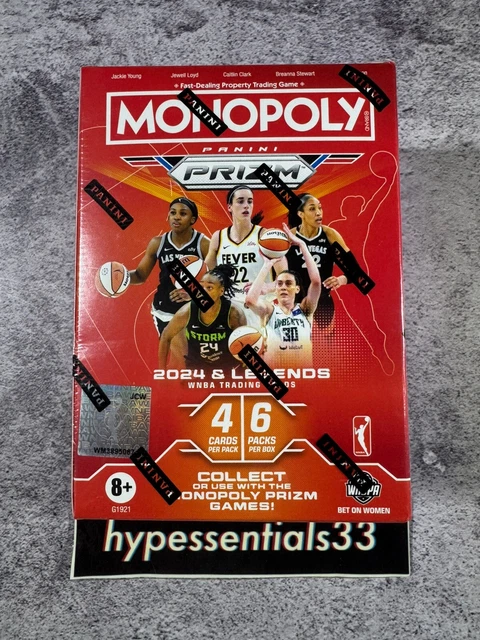 Jackie Young Jewell Loyd Caitlin Clark Breanna Stewart
Fast-Dealing Property Trading Game
MONOPOLY
PANINI
PRIZM
PANINI
PANINI
PANINI
LAS
FEVER
22
PANINI
STORM
24
LIBERTY
30
2024 & LEGENDS
WNBA TRADING CARDS
PANINI
JCW
4
CARDS
PER PACK
6
PACKS
PER BOX
PANINI
8+
G1921
COLLECT
OR USE WITH THE
MONOPOLY PRIZM
GAMES!
PANINI
BET ON WOMEN
hypessentials33